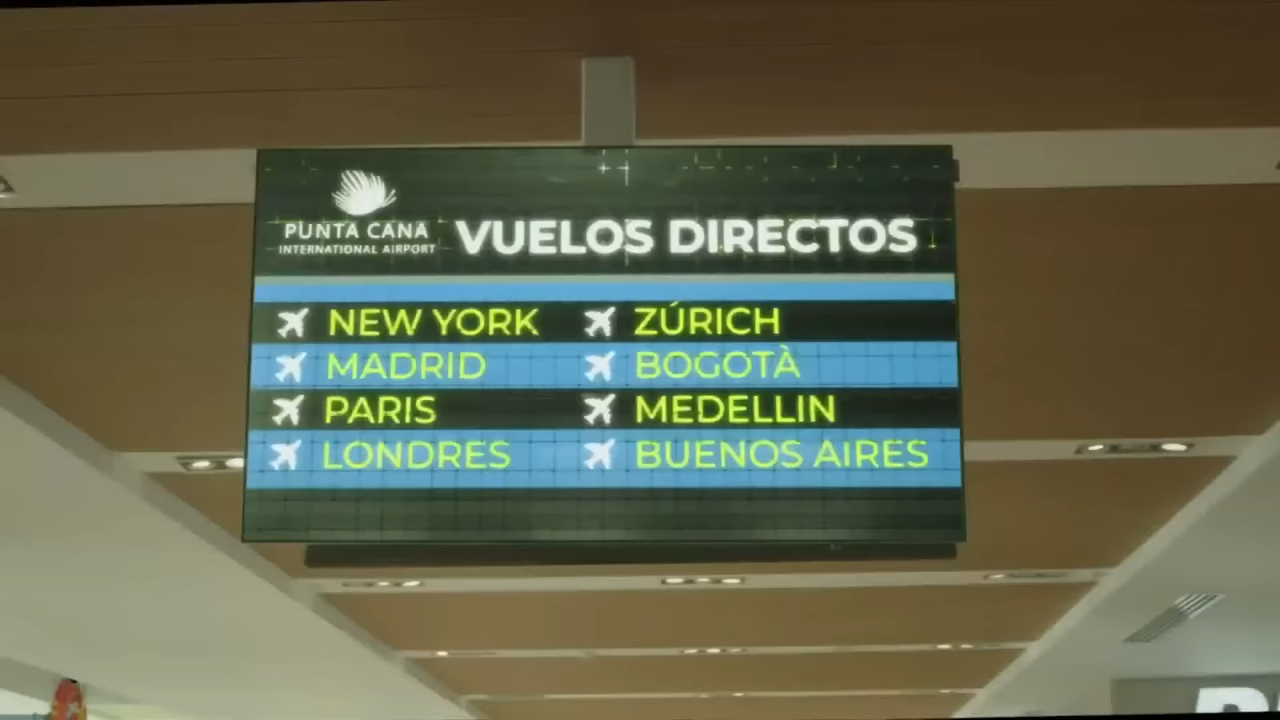 PUNTA CANA
INTERNATIONAL AIRPORT
VUELOS DIRECTOS
NEW YORK
MADRID
PARIS
LONDRES
ZÚRICH
BOGOTÀ
MEDELLIN
BUENOS AIRES